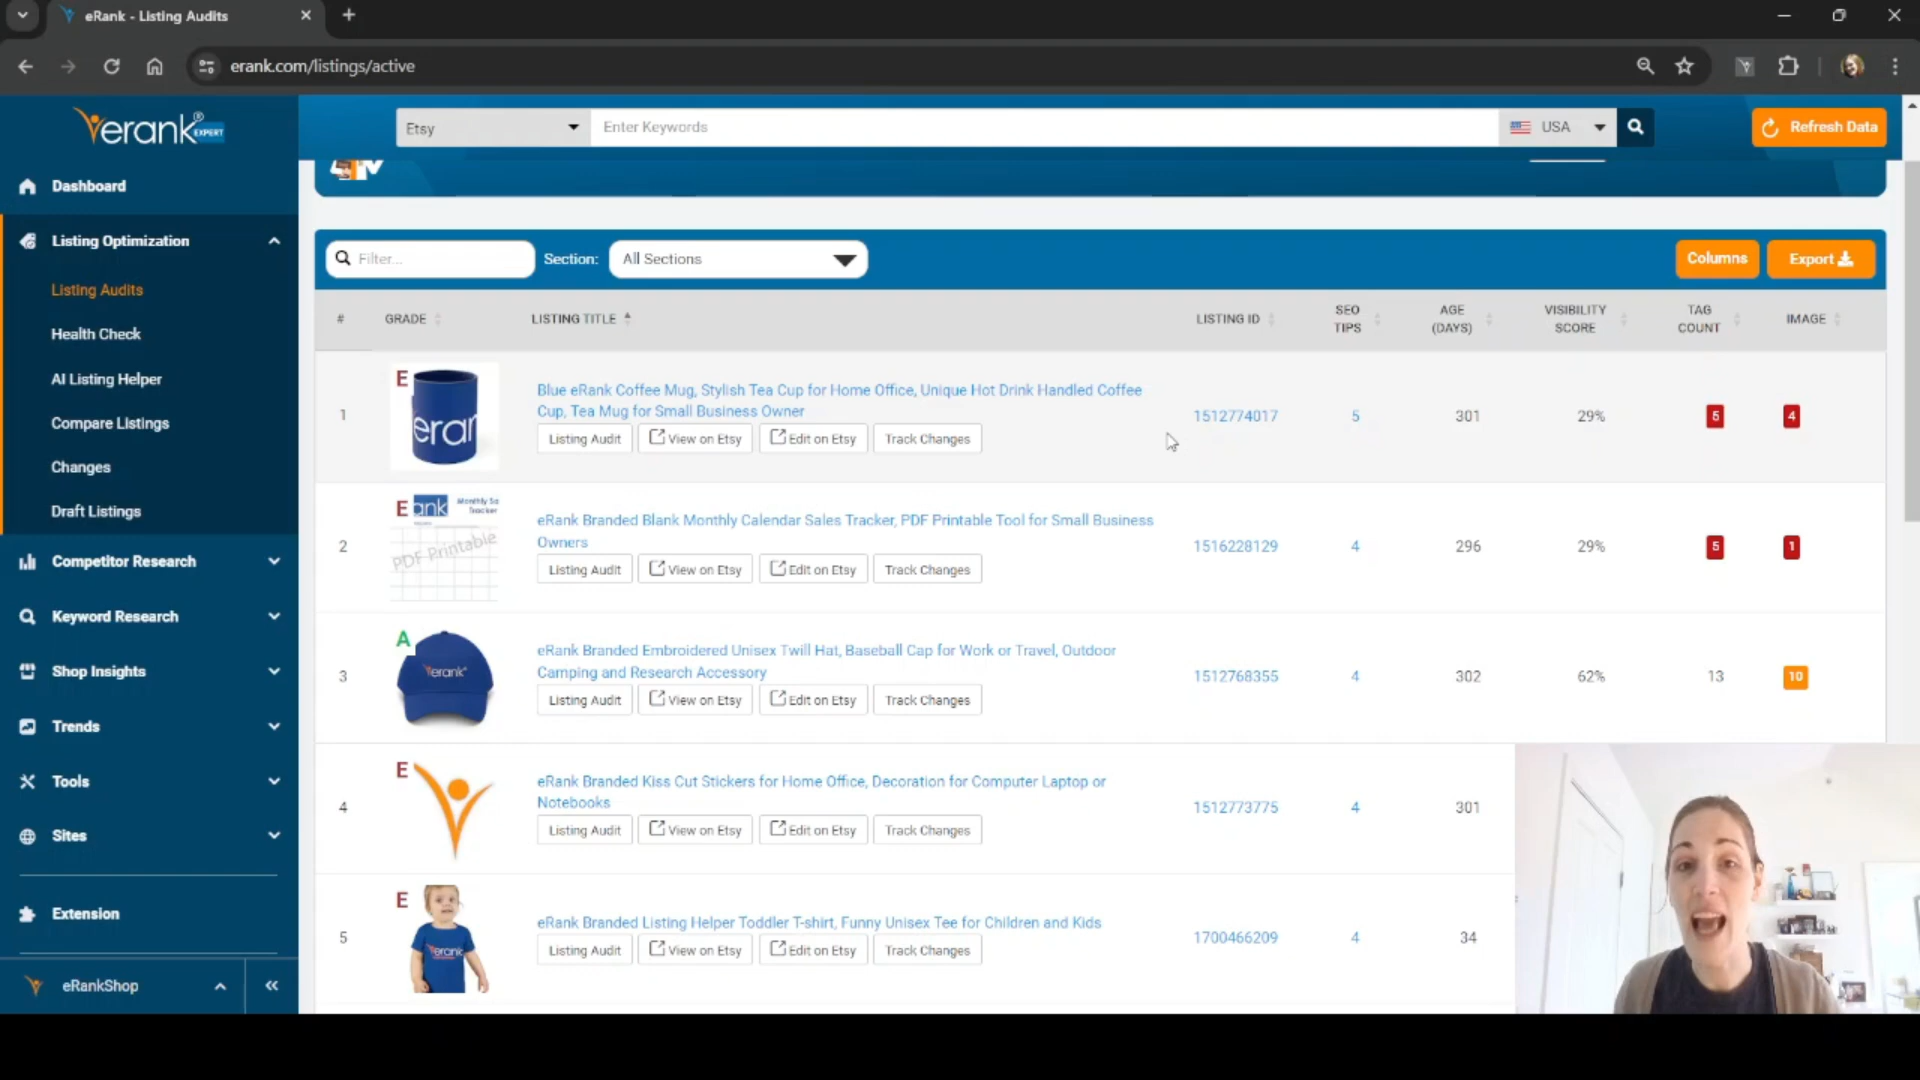 eRank - Listing Audits
erank.com/listings/active
erank® EXPERT
Etsy
Enter Keywords
USA
Refresh Data
Dashboard
Listing Optimization
Listing Audits
Health Check
AI Listing Helper
Compare Listings
Changes
Draft Listings
Competitor Research
Keyword Research
Shop Insights
Trends
Tools
Sites
Extension
eRankShop
Filter...
Section:
All Sections
Columns
Export
# GRADE LISTING TITLE LISTING ID SEO TIPS AGE (DAYS) VISIBILITY SCORE TAG COUNT IMAGE
1
E
eran
Blue eRank Coffee Mug, Stylish Tea Cup for Home Office, Unique Hot Drink Handled Coffee
Cup, Tea Mug for Small Business Owner
Listing Audit View on Etsy Edit on Etsy Track Changes
1512774017 5 301 29% 5 4
2
E
ank Monthly Sa
Tracker
PDF Printable
eRank Branded Blank Monthly Calendar Sales Tracker, PDF Printable Tool for Small Business
Owners
Listing Audit View on Etsy Edit on Etsy Track Changes
1516228129 4 296 29% 5 1
3
A
erank
eRank Branded Embroidered Unisex Twill Hat, Baseball Cap for Work or Travel, Outdoor
Camping and Research Accessory
Listing Audit View on Etsy Edit on Etsy Track Changes
1512768355 4 302 62% 13 10
4
E
eRank Branded Kiss Cut Stickers for Home Office, Decoration for Computer Laptop or
Notebooks
Listing Audit View on Etsy Edit on Etsy Track Changes
1512773775 4 301
5
E
erank
eRank Branded Listing Helper Toddler T-shirt, Funny Unisex Tee for Children and Kids
Listing Audit View on Etsy Edit on Etsy Track Changes
1700466209 4 34